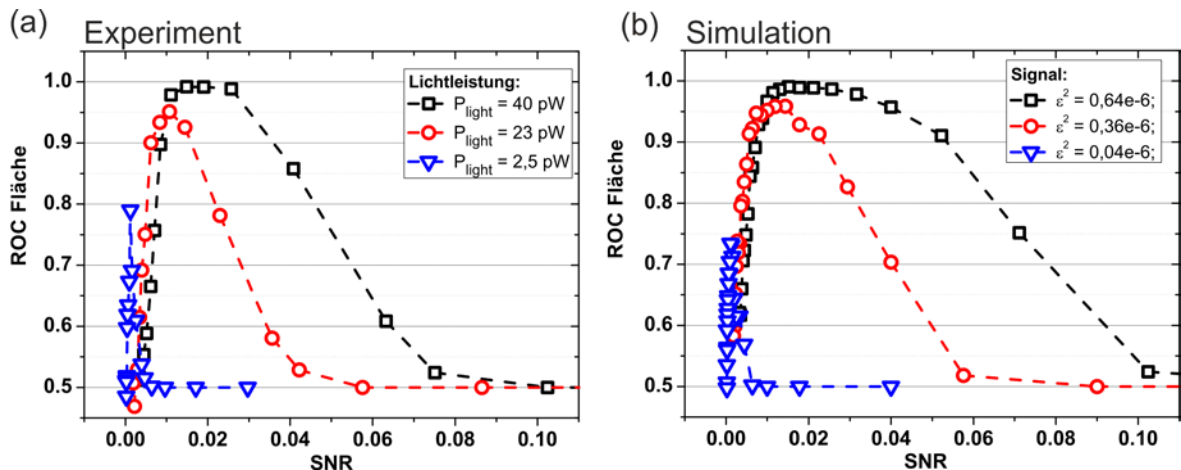 (a) Experiment
ROC Fläche
1.0
0.9
0.8
0.7
0.6
0.5
Lichtleistung:
P_light = 40 pW
P_light = 23 pW
P_light = 2,5 pW
0.00 0.02 0.04 0.06 0.08 0.10
SNR
(b) Simulation
ROC Fläche
1.0
0.9
0.8
0.7
0.6
0.5
Signal:
ε² = 0,64e-6;
ε² = 0,36e-6;
ε² = 0,04e-6;
0.00 0.02 0.04 0.06 0.08 0.10
SNR